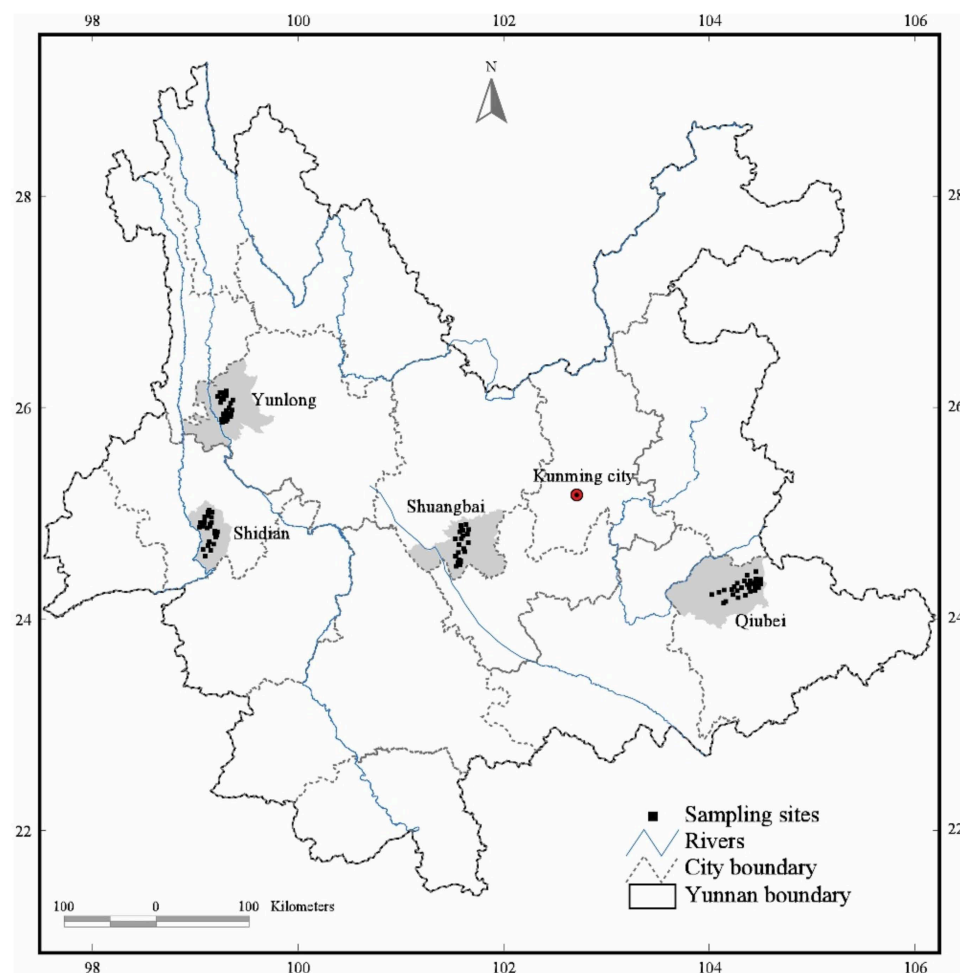 98 100 102 104 106
N
28 28
26 26
Yunlong
Kunming city
Shuangbai
Shidian
24 24
Qiubei
22 22
Sampling sites
Rivers
City boundary
Yunnan boundary
100 0 100 Kilometers
98 100 102 104 106